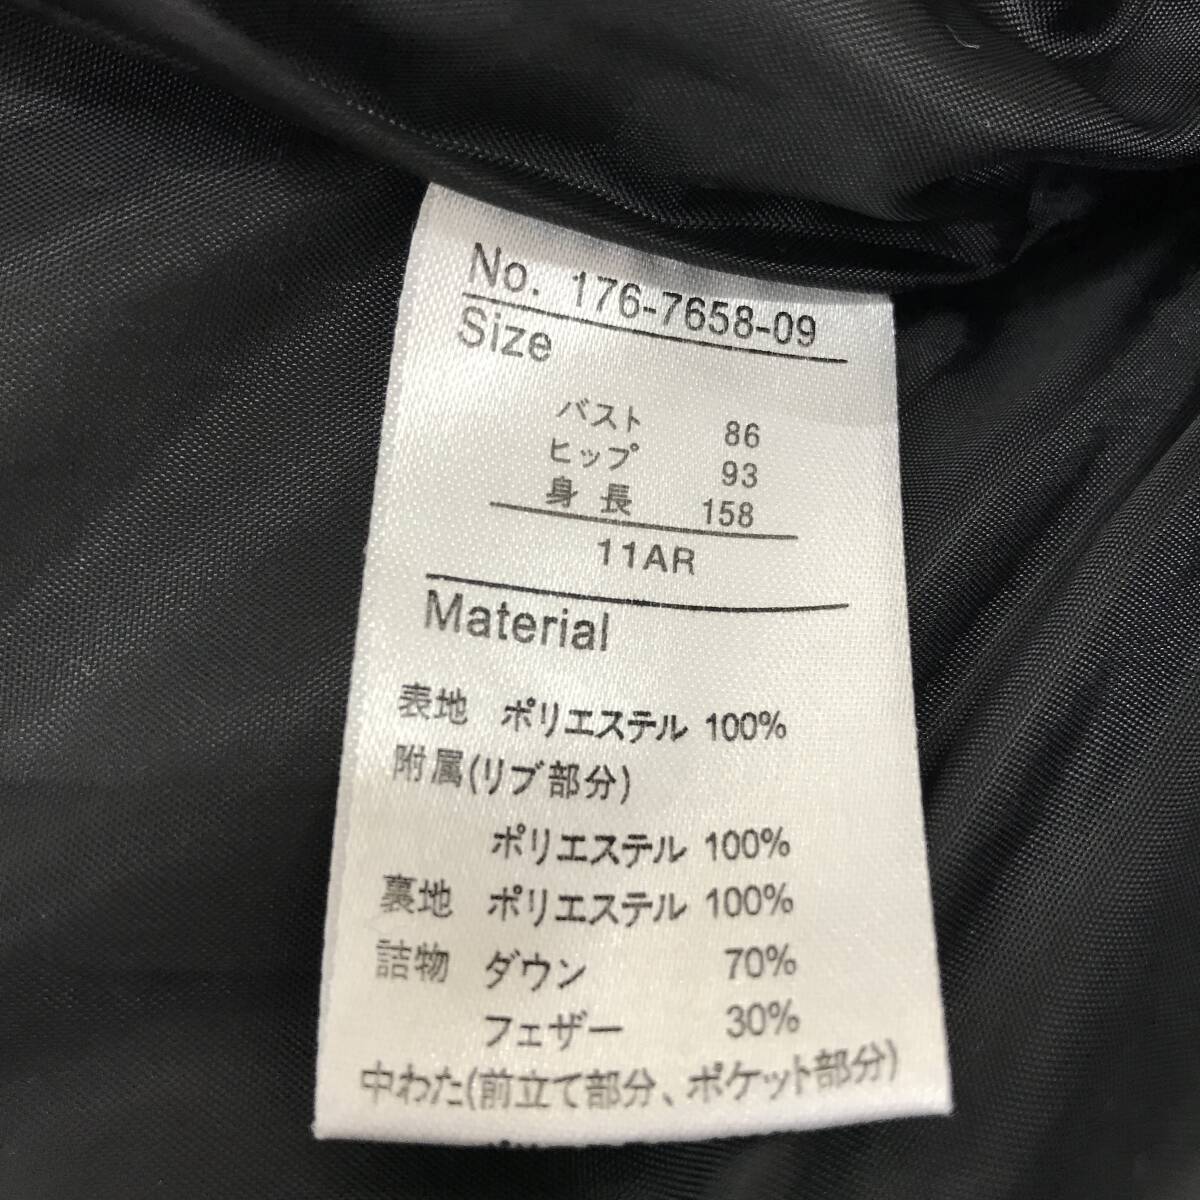 No. 176-7658-09
Size
バスト 86
ヒップ 93
身長 158
11AR
Material
表地 ポリエステル 100%
附属(リブ部分)
ポリエステル 100%
裏地 ポリエステル 100%
詰物 ダウン 70%
フェザー 30%
中わた(前立て部分、ポケット部分)